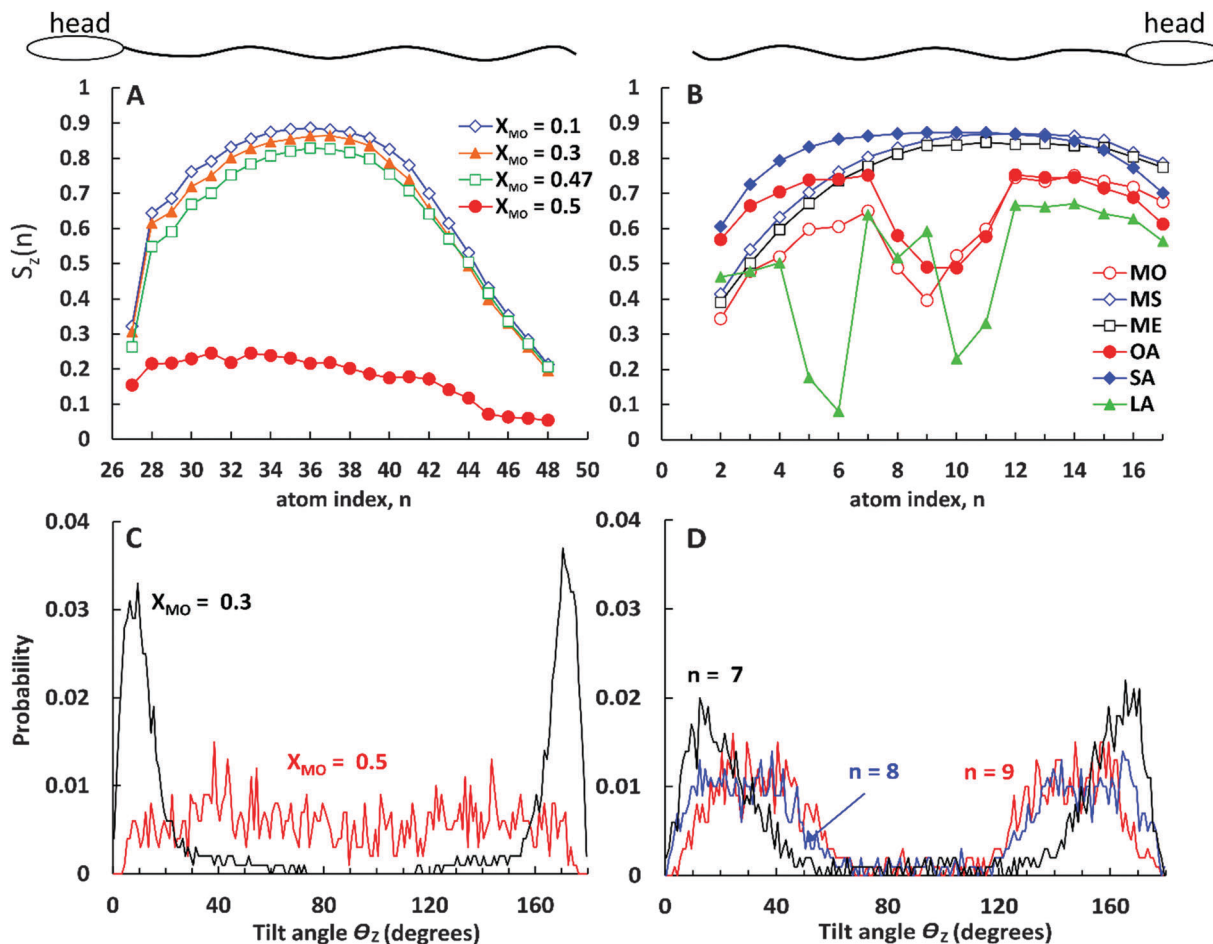 head
head
A
1
0.9
0.8
0.7
0.6
0.5
0.4
0.3
0.2
0.1
0
S_z(n)
X_MO = 0.1
X_MO = 0.3
X_MO = 0.47
X_MO = 0.5
26 28 30 32 34 36 38 40 42 44 46 48 50
atom index, n
B
1
0.9
0.8
0.7
0.6
0.5
0.4
0.3
0.2
0.1
0
MO
MS
ME
OA
SA
LA
0 2 4 6 8 10 12 14 16
atom index, n
C
0.04
0.03
0.02
0.01
0
Probability
X_MO = 0.3
X_MO = 0.5
0 40 80 120 160
Tilt angle Θ_Z (degrees)
D
0.04
0.03
0.02
0.01
0
n = 7
n = 8
n = 9
0 40 80 120 160
Tilt angle Θ_Z (degrees)